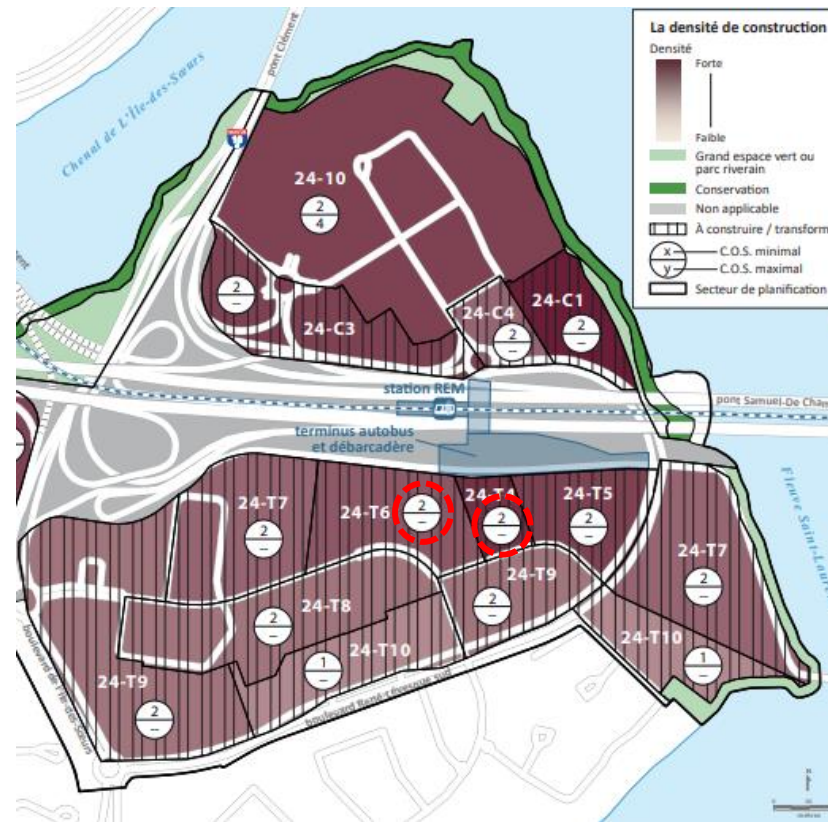 La densité de construction
Densité
Forte
Faible
Grand espace vert ou
parc riverain
Conservation
Non applicable
À construire / transform
x
C.O.S. minimal
y
C.O.S. maximal
Secteur de planification
pont Clément
Chenal de L'Île-des-Sœurs
24-10
2
4
2
–
24-C3
24-C4
2
–
24-C1
2
–
station REM
pont Samuel-De Cham
terminus autobus
et débarcadère
Fleuve Saint-Laure
24-T7
2
–
24-T6
2
–
2
–
24-T5
2
–
24-T7
2
–
24-T8
2
–
24-T9
2
–
24-T10
1
–
24-T10
1
–
24-T9
2
–
boulevard de l'Île-des-Sœurs
boulevard René-Lévesque sud